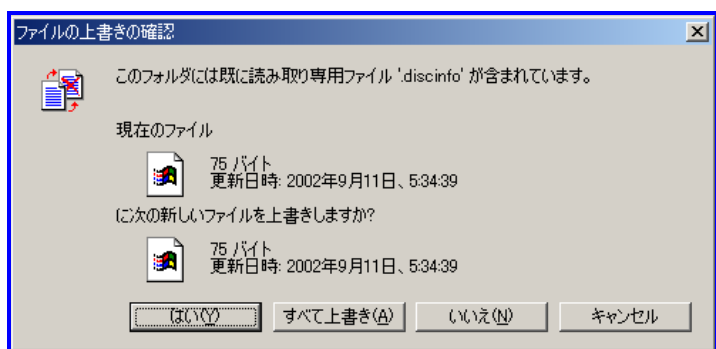 ファイルの上書きの確認
このフォルダには既に読み取り専用ファイル '.discinfo' が含まれています。
現在のファイル
75 バイト
更新日時: 2002年9月11日、5:34:39
に次の新しいファイルを上書きしますか?
75 バイト
更新日時: 2002年9月11日、5:34:39
はい(Y) すべて上書き(A) いいえ(N) キャンセル